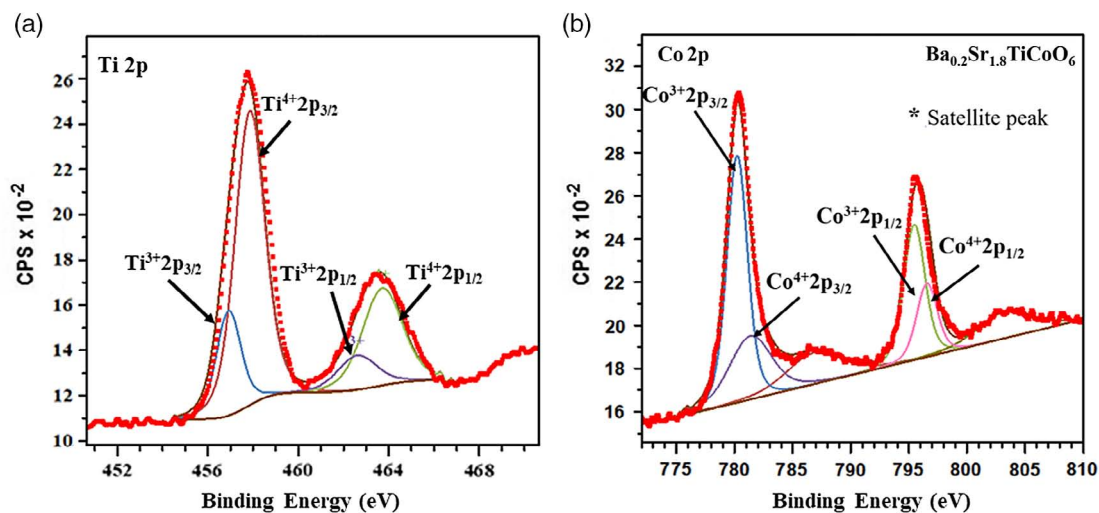 (a)
Ti 2p
Ti4+2p3/2
Ti3+2p3/2
Ti3+2p1/2
Ti4+2p1/2
3+
26
24
22
20
18
16
14
12
10
CPS x 10-2
452
456
460
464
468
Binding Energy (eV)
(b)
Co 2p
Ba0.2Sr1.8TiCoO6
Co3+2p3/2
* Satellite peak
Co3+2p1/2
Co4+2p1/2
Co4+2p3/2
32
30
28
26
24
22
20
18
16
CPS x 10-2
775
780
785
790
795
800
805
810
Binding Energy (eV)